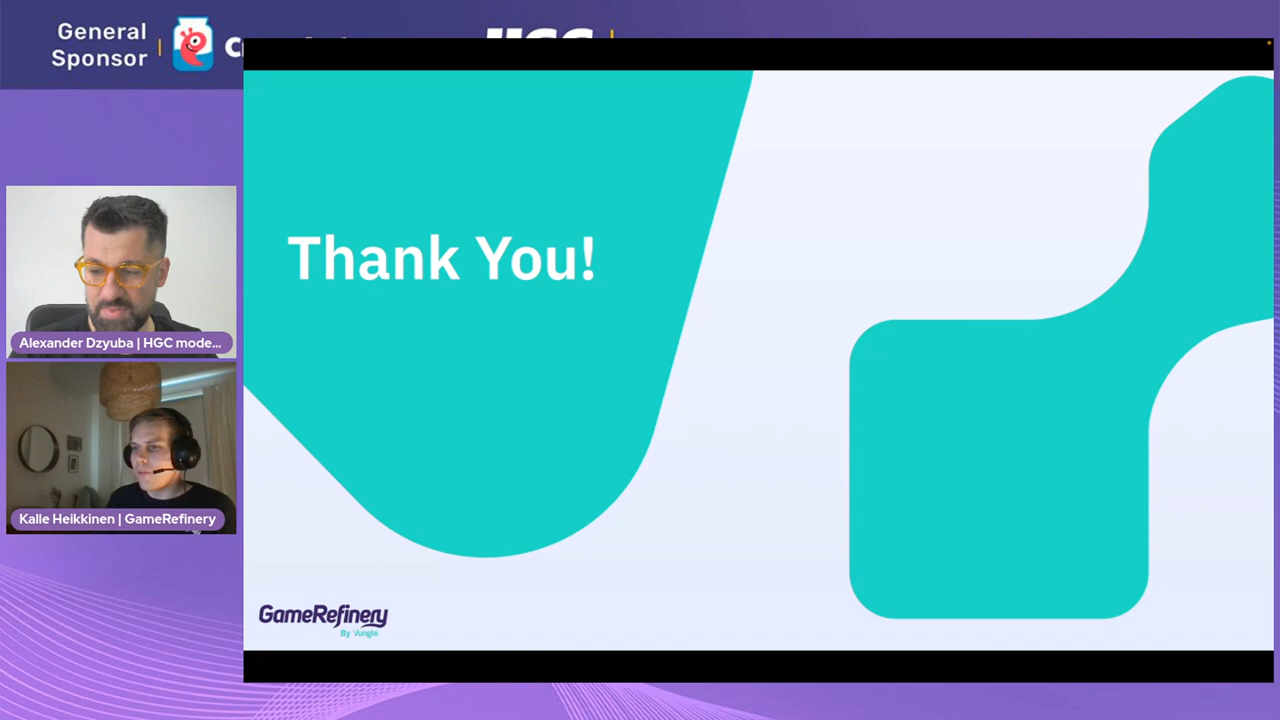 General
Sponsor
Thank You!
Alexander Dzyuba | HGC mode...
Kalle Heikkinen | GameRefinery
GameRefinery
By Vungle